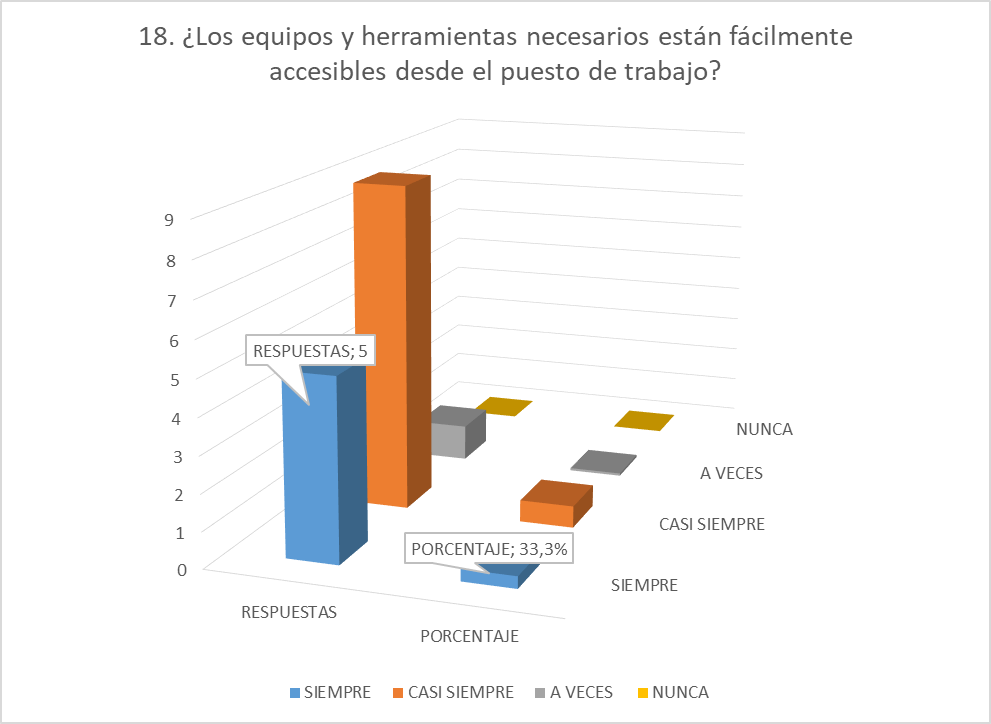 18. ¿Los equipos y herramientas necesarios están fácilmente
accesibles desde el puesto de trabajo?
9
8
7
6
5
4
3
2
1
0
RESPUESTAS; 5
PORCENTAJE; 33,3%
NUNCA
A VECES
CASI SIEMPRE
SIEMPRE
RESPUESTAS
PORCENTAJE
SIEMPRE CASI SIEMPRE A VECES NUNCA